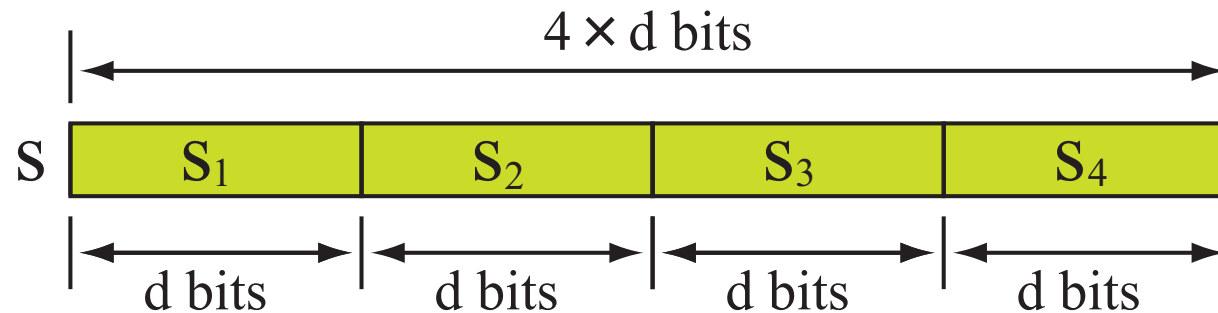 4 × d bits
S S₁ S₂ S₃ S₄
d bits d bits d bits d bits